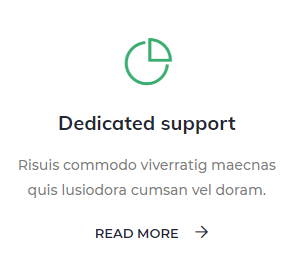 Dedicated support
Risuis commodo viverratig maecnas
quis lusiodora cumsan vel doram.
READ MORE →